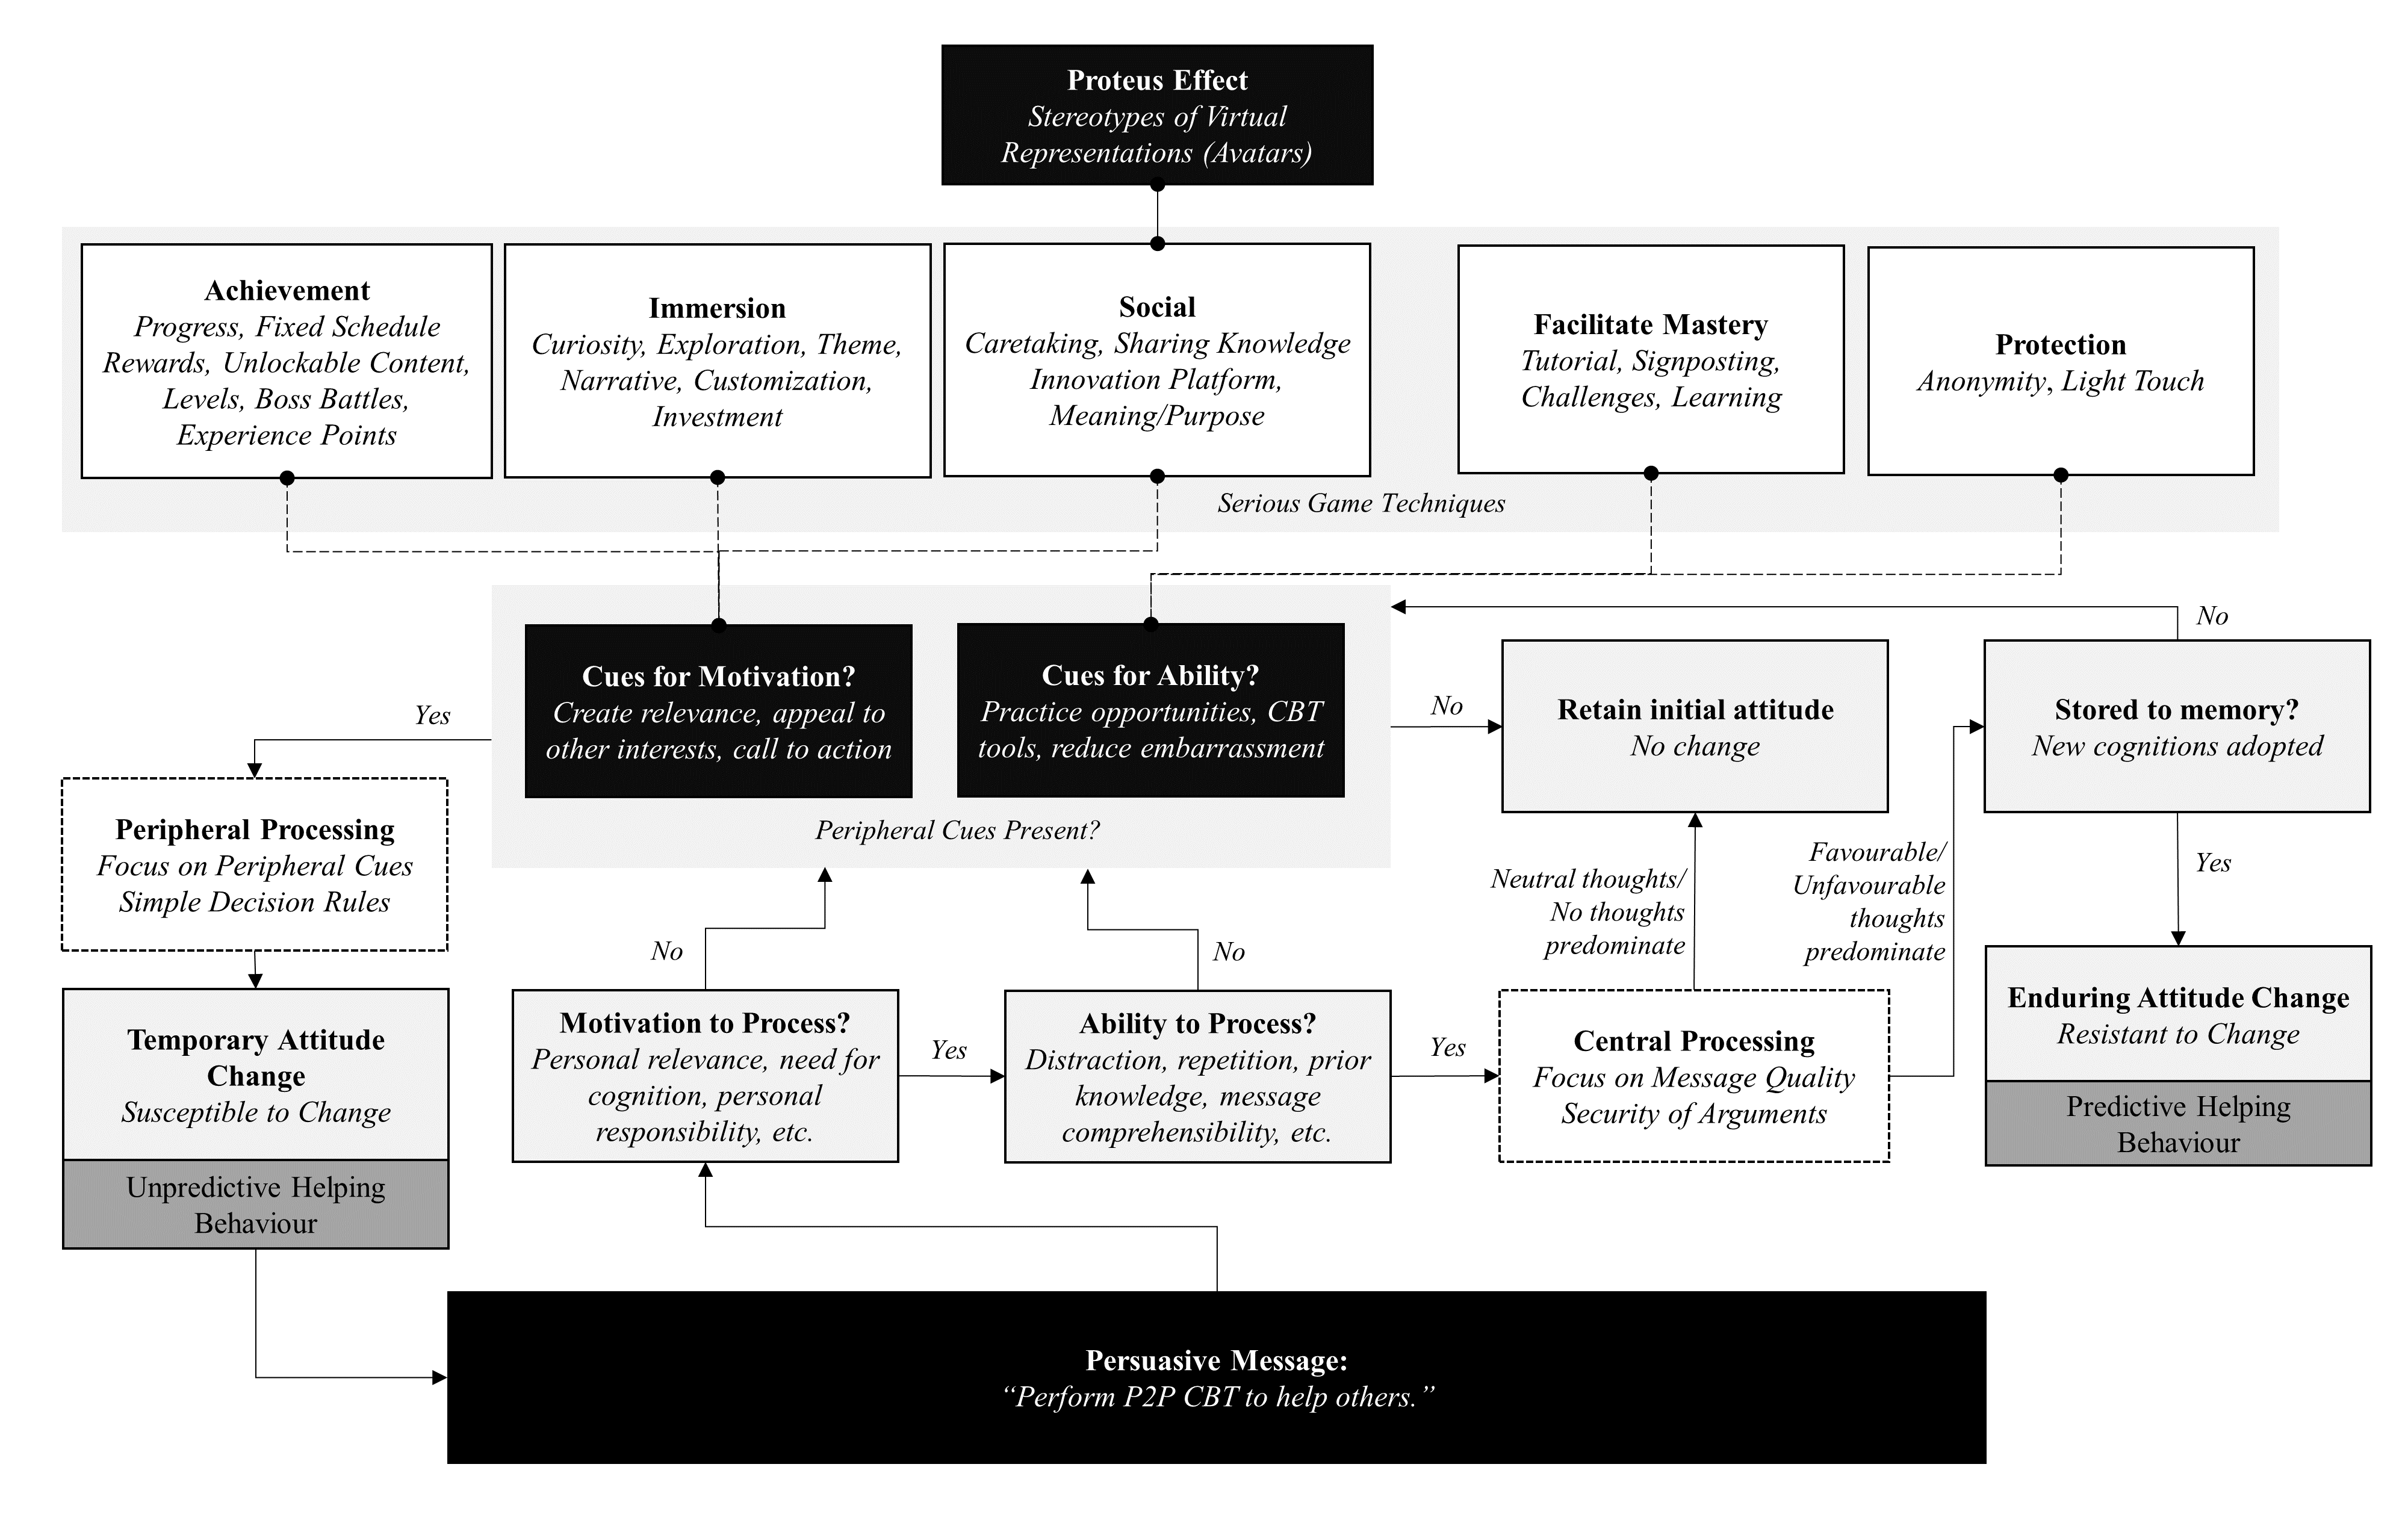 Proteus Effect
Stereotypes of Virtual
Representations (Avatars)
Achievement
Progress, Fixed Schedule
Rewards, Unlockable Content,
Levels, Boss Battles,
Experience Points
Immersion
Curiosity, Exploration, Theme,
Narrative, Customization,
Investment
Social
Caretaking, Sharing Knowledge
Innovation Platform,
Meaning/Purpose
Facilitate Mastery
Tutorial, Signposting,
Challenges, Learning
Protection
Anonymity, Light Touch
Serious Game Techniques
Cues for Motivation?
Create relevance, appeal to
other interests, call to action
Cues for Ability?
Practice opportunities, CBT
tools, reduce embarrassment
Peripheral Cues Present?
Yes
No
Retain initial attitude
No change
No
Stored to memory?
New cognitions adopted
Peripheral Processing
Focus on Peripheral Cues
Simple Decision Rules
Neutral thoughts/
No thoughts
predominate
Favourable/
Unfavourable
thoughts
predominate
Yes
No
No
Temporary Attitude
Change
Susceptible to Change
Unpredictive Helping
Behaviour
Motivation to Process?
Personal relevance, need for
cognition, personal
responsibility, etc.
Yes
Ability to Process?
Distraction, repetition, prior
knowledge, message
comprehensibility, etc.
Yes
Central Processing
Focus on Message Quality
Security of Arguments
Enduring Attitude Change
Resistant to Change
Predictive Helping
Behaviour
Persuasive Message:
“Perform P2P CBT to help others.”